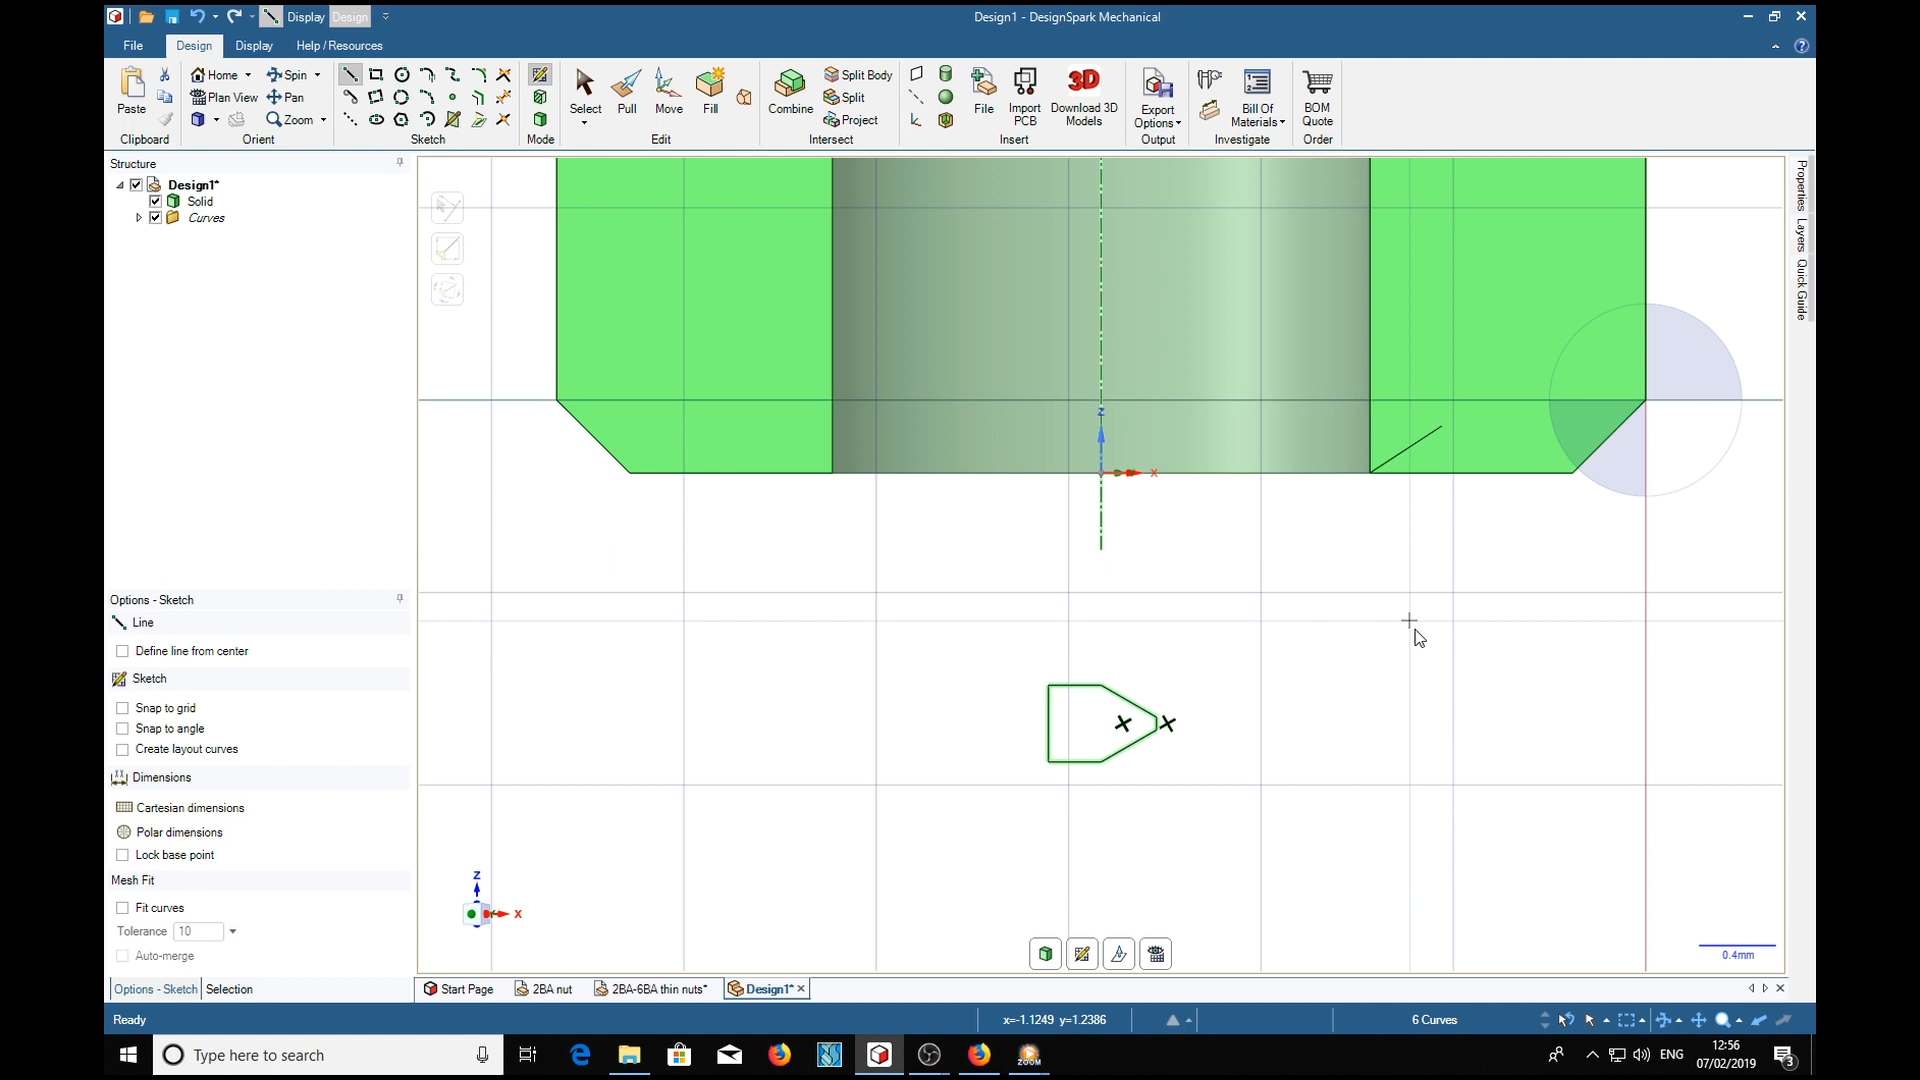 Display Design
Design1 - DesignSpark Mechanical
File Design Display Help / Resources
Paste
Clipboard
Home Spin
Plan View Pan
Zoom
Orient
Sketch
Mode
Select Pull Move Fill
Edit
Combine
Split Body
Split
Project
Intersect
File
Import PCB
Download 3D Models
3D
Insert
Export Options
Output
Bill Of Materials
Investigate
BOM Quote
Order
Structure
Design1*
Solid
Curves
Properties
Layers
Quick Guide
Z
X
Options - Sketch
Line
Define line from center
Sketch
Snap to grid
Snap to angle
Create layout curves
Dimensions
Cartesian dimensions
Polar dimensions
Lock base point
Mesh Fit
Fit curves
Tolerance 10
Auto-merge
Z
X
0.4mm
Options - Sketch Selection
Start Page 2BA nut 2BA-6BA thin nuts* Design1*
Ready
x=-1.1249 y=1.2386
6 Curves
Type here to search
ZOOM
ENG
12:56
07/02/2019
3